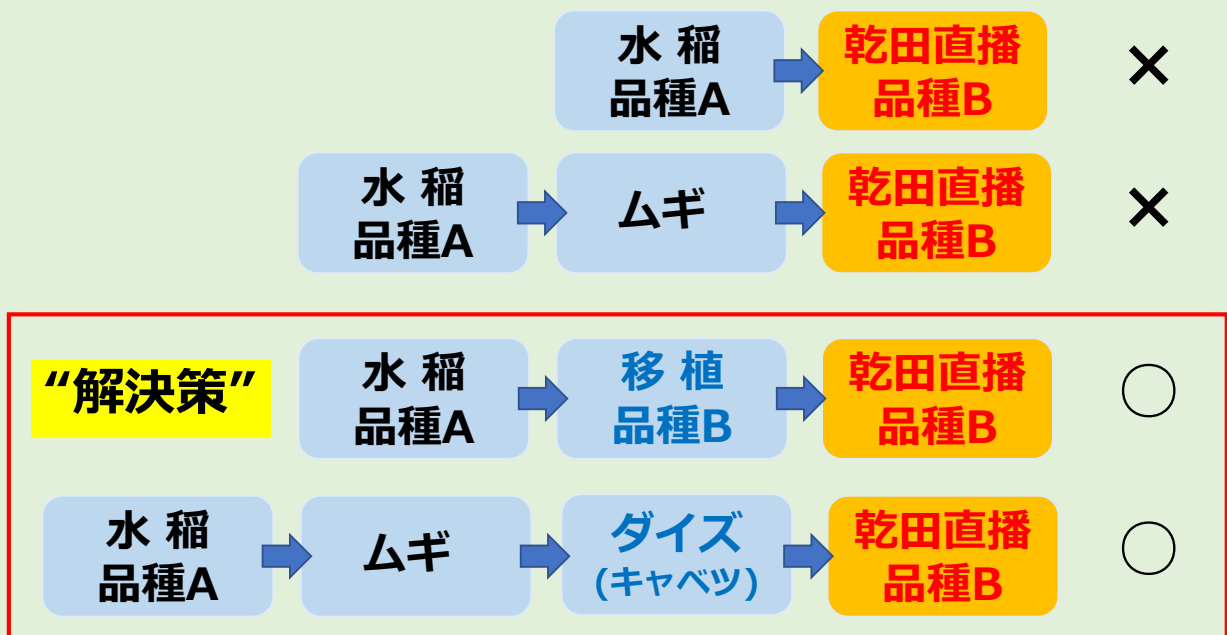 水 稲
品種A
乾田直播
品種B
×
水 稲
品種A
ムギ
乾田直播
品種B
×
“解決策”
水 稲
品種A
移 植
品種B
乾田直播
品種B
○
水 稲
品種A
ムギ
ダイズ
(キャベツ)
乾田直播
品種B
○